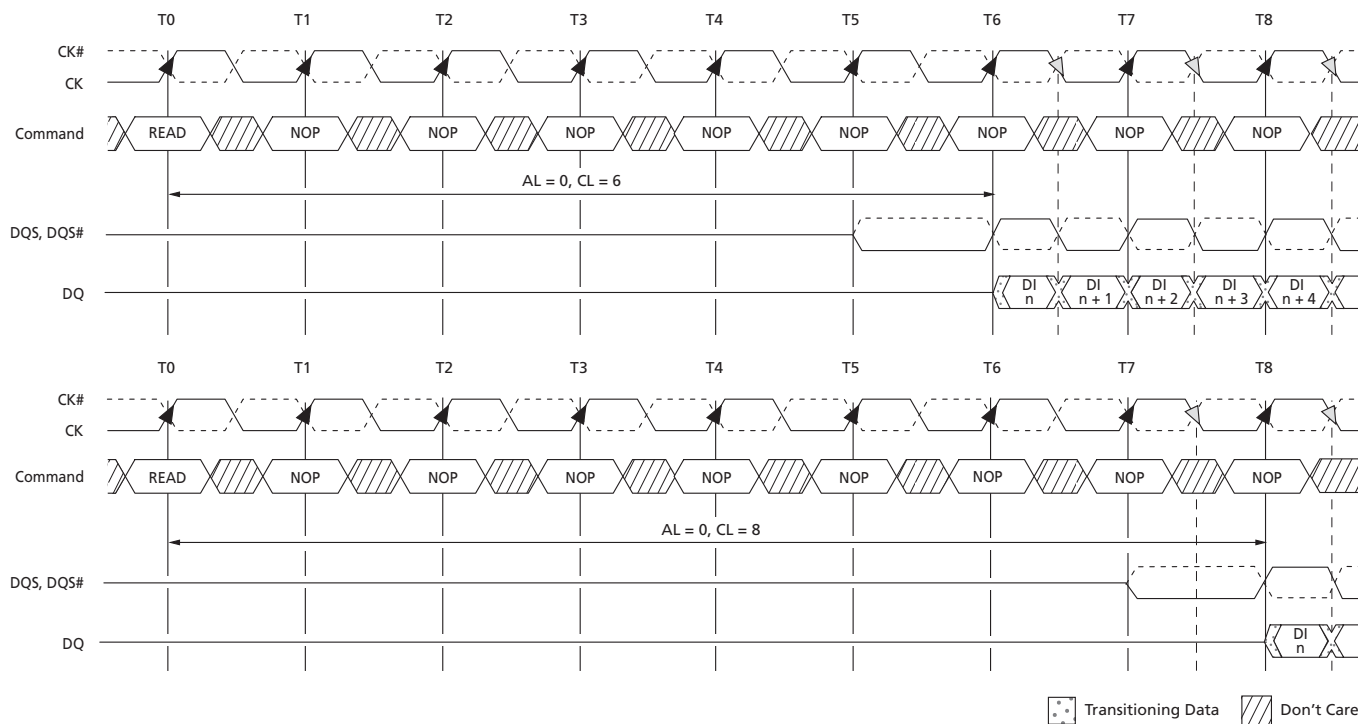 T0 T1 T2 T3 T4 T5 T6 T7 T8
CK#
CK
Command READ NOP NOP NOP NOP NOP NOP NOP NOP
AL = 0, CL = 6
DQS, DQS#
DQ DI n DI n + 1 DI n + 2 DI n + 3 DI n + 4
T0 T1 T2 T3 T4 T5 T6 T7 T8
CK#
CK
Command READ NOP NOP NOP NOP NOP NOP NOP NOP
AL = 0, CL = 8
DQS, DQS#
DQ DI n
Transitioning Data Don't Care